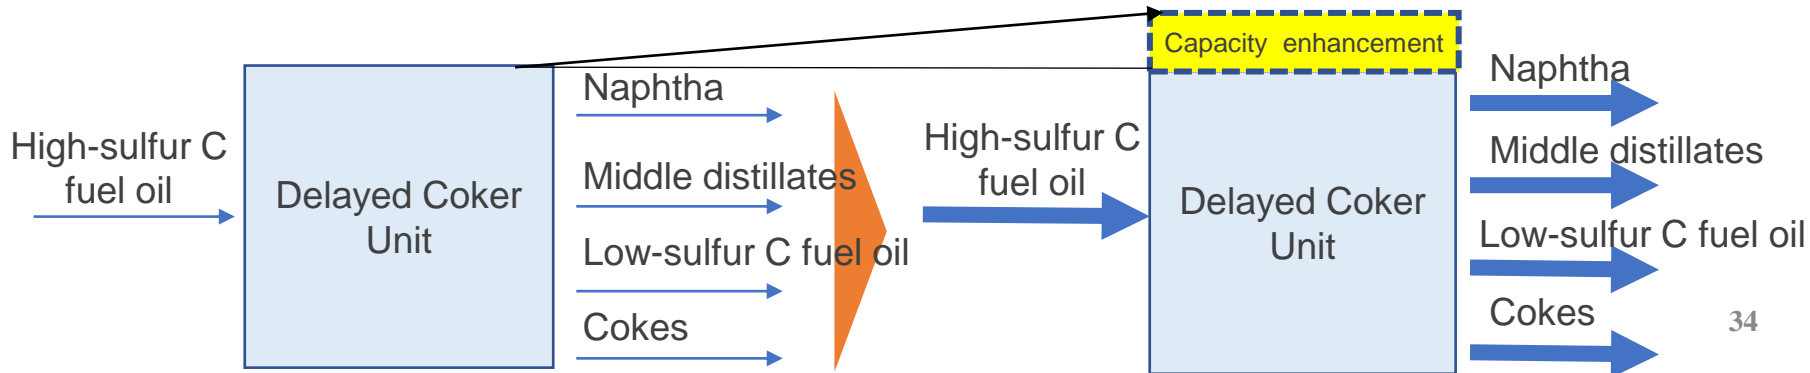 High-sulfur C
fuel oil
Delayed Coker
Unit
Naphtha
Middle distillates
Low-sulfur C fuel oil
Cokes
High-sulfur C
fuel oil
Capacity enhancement
Delayed Coker
Unit
Naphtha
Middle distillates
Low-sulfur C fuel oil
Cokes
34